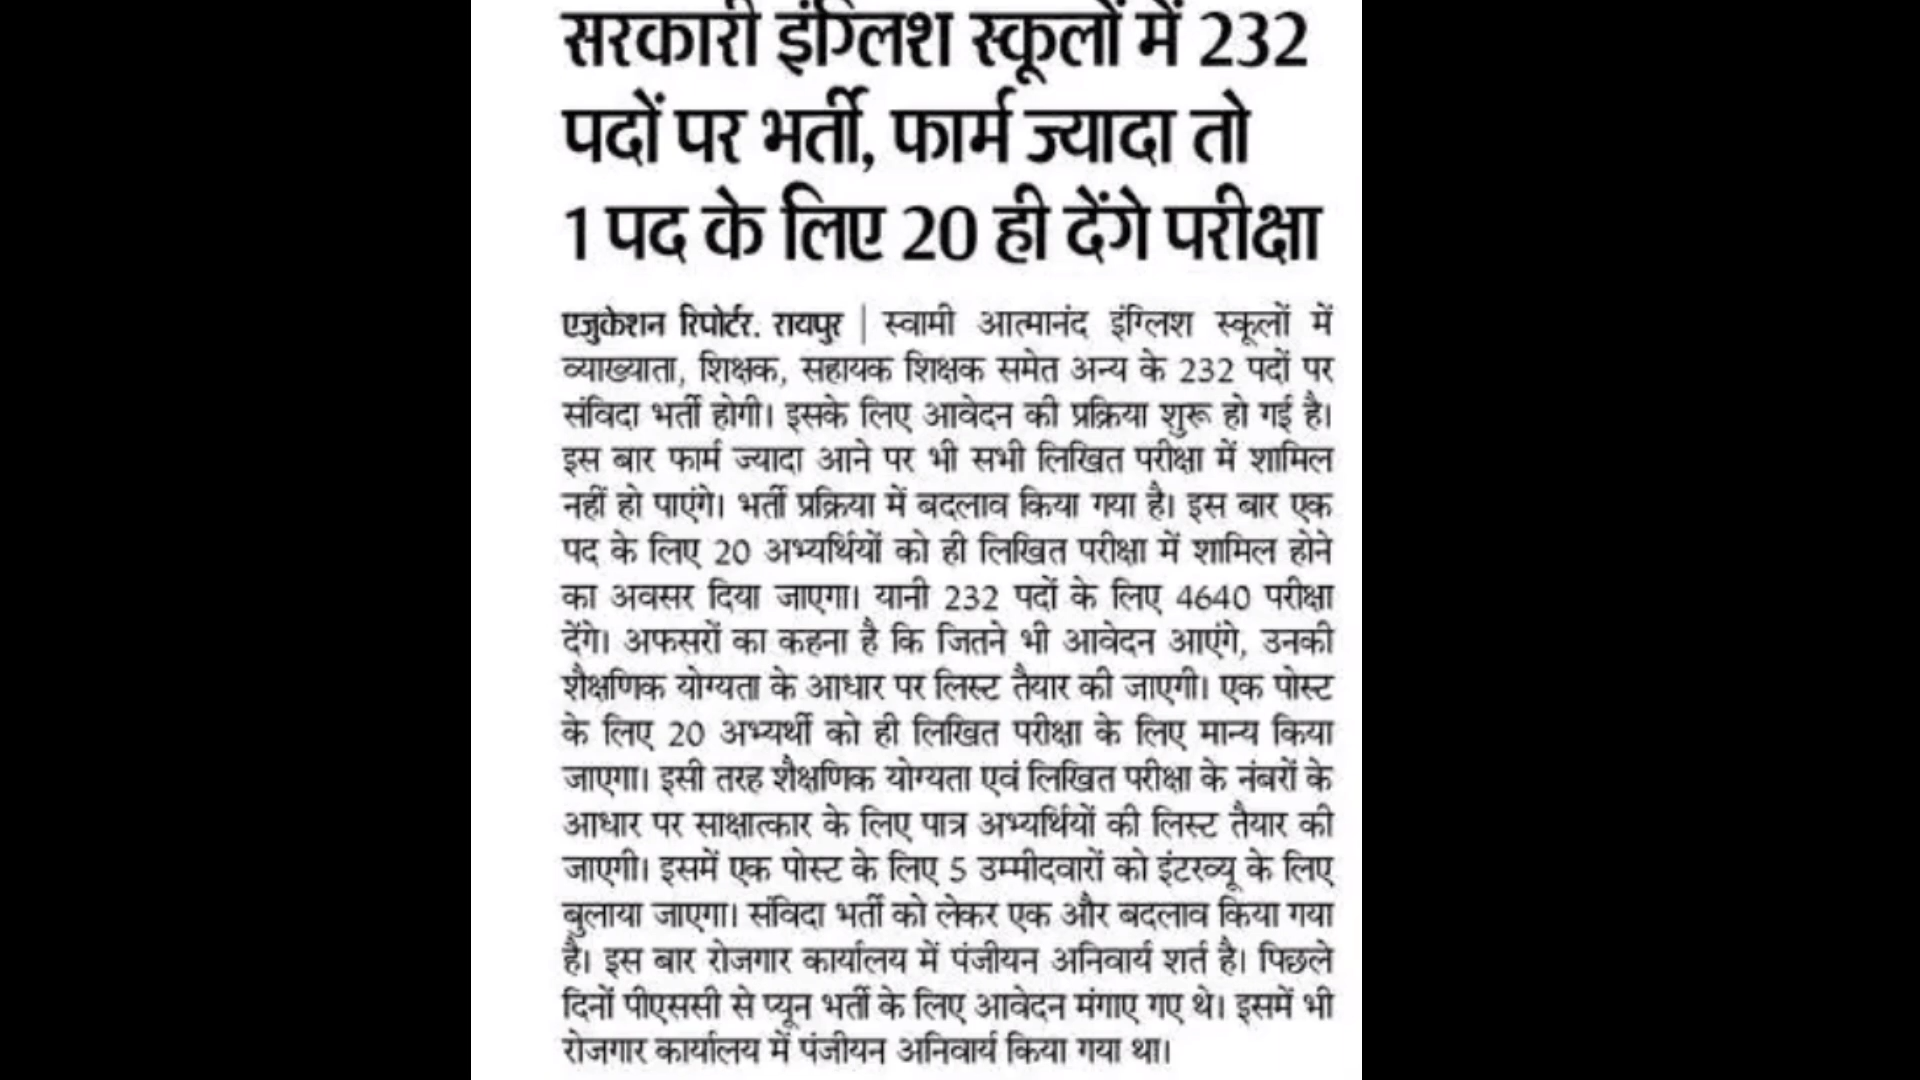 सरकारी इंग्लिश स्कूलों में 232
पदों पर भर्ती, फार्म ज्यादा तो
1 पद के लिए 20 ही देंगे परीक्षा
एजुकेशन रिपोर्टर. रायपुर | स्वामी आत्मानंद इंग्लिश स्कूलों में
व्याख्याता, शिक्षक, सहायक शिक्षक समेत अन्य के 232 पदों पर
संविदा भर्ती होगी। इसके लिए आवेदन की प्रक्रिया शुरू हो गई है।
इस बार फार्म ज्यादा आने पर भी सभी लिखित परीक्षा में शामिल
नहीं हो पाएंगे। भर्ती प्रक्रिया में बदलाव किया गया है। इस बार एक
पद के लिए 20 अभ्यर्थियों को ही लिखित परीक्षा में शामिल होने
का अवसर दिया जाएगा। यानी 232 पदों के लिए 4640 परीक्षा
देंगे। अफसरों का कहना है कि जितने भी आवेदन आएंगे, उनकी
शैक्षणिक योग्यता के आधार पर लिस्ट तैयार की जाएगी। एक पोस्ट
के लिए 20 अभ्यर्थी को ही लिखित परीक्षा के लिए मान्य किया
जाएगा। इसी तरह शैक्षणिक योग्यता एवं लिखित परीक्षा के नंबरों के
आधार पर साक्षात्कार के लिए पात्र अभ्यर्थियों की लिस्ट तैयार की
जाएगी। इसमें एक पोस्ट के लिए 5 उम्मीदवारों को इंटरव्यू के लिए
बुलाया जाएगा। संविदा भर्ती को लेकर एक और बदलाव किया गया
है। इस बार रोजगार कार्यालय में पंजीयन अनिवार्य शर्त है। पिछले
दिनों पीएससी से प्यून भर्ती के लिए आवेदन मंगाए गए थे। इसमें भी
रोजगार कार्यालय में पंजीयन अनिवार्य किया गया था।